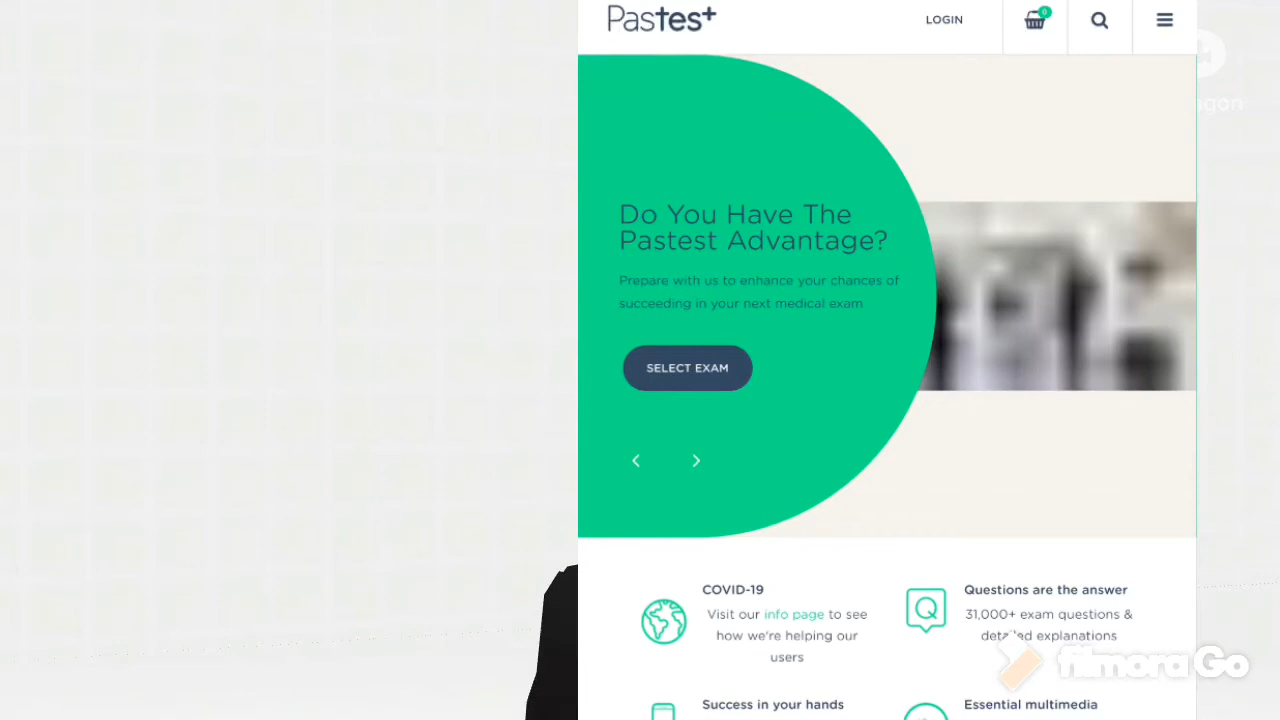 Pastest
LOGIN
0
Do You Have The
Pastest Advantage?
Prepare with us to enhance your chances of
succeeding in your next medical exam
SELECT EXAM
COVID-19
Visit our info page to see
how we're helping our
users
Questions are the answer
31,000+ exam questions &
detailed explanations
filmoraGo
Success in your hands
Essential multimedia